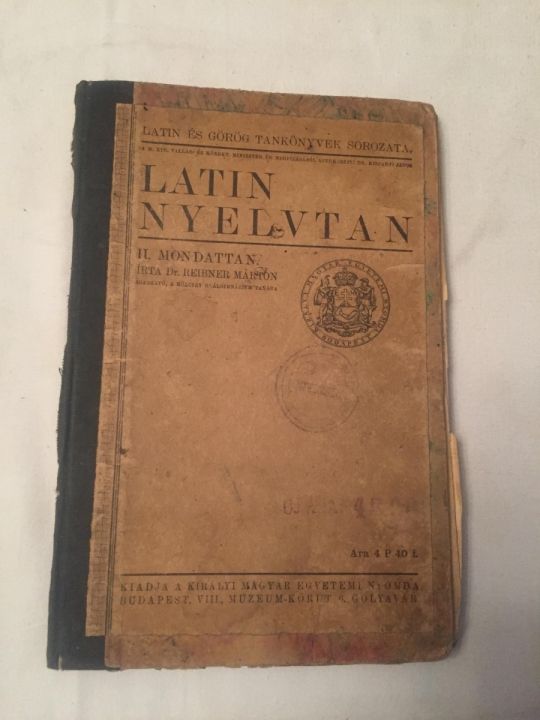 LATIN ÉS GÖRÖG TANKÖNYVEK SOROZATA.
LATIN
NYELVTAN
II. MONDATTAN.
ÍRTA Dr. REIBNER MÁRTON
Ára 4 P 40 f.
KIADJA A KIRÁLYI MAGYAR EGYETEMI NYOMDA
BUDAPEST, VIII., MÚZEUM-KÖRÚT 6. GÓLYAVÁR